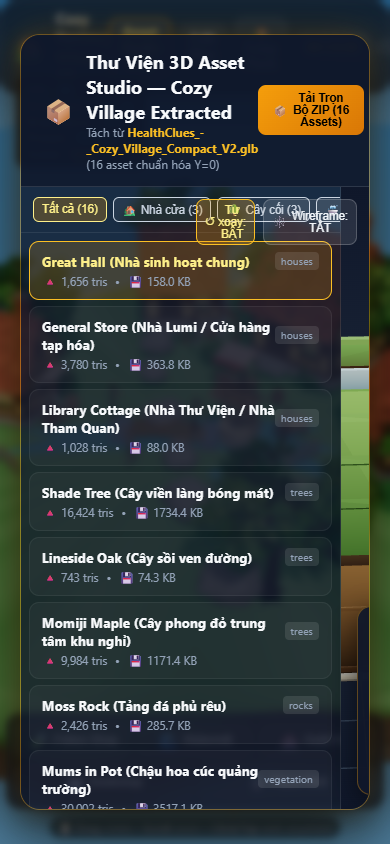 Thư Viện 3D Asset
Studio — Cozy
Village Extracted
Tách từ HealthClues_-
_Cozy_Village_Compact_V2.glb
(16 asset chuẩn hóa Y=0)
Tải Trọn
Bộ ZIP (16
Assets)
Tất cả (16)
Nhà cửa (3)
Cây cối (3)
Tự
xoay:
BẬT
Wireframe:
TẮT
Great Hall (Nhà sinh hoạt chung)
houses
1,656 tris • 158.0 KB
General Store (Nhà Lumi / Cửa hàng
tạp hóa)
houses
3,780 tris • 363.8 KB
Library Cottage (Nhà Thư Viện / Nhà
Tham Quan)
houses
1,028 tris • 88.0 KB
Shade Tree (Cây viền làng bóng mát)
trees
16,424 tris • 1734.4 KB
Lineside Oak (Cây sồi ven đường)
trees
743 tris • 74.3 KB
Momiji Maple (Cây phong đỏ trung
tâm khu nghỉ)
trees
9,984 tris • 1171.4 KB
Moss Rock (Tảng đá phủ rêu)
rocks
2,426 tris • 285.7 KB
Mums in Pot (Chậu hoa cúc quảng
trường)
vegetation
30,002 tris • 3517.1 KB